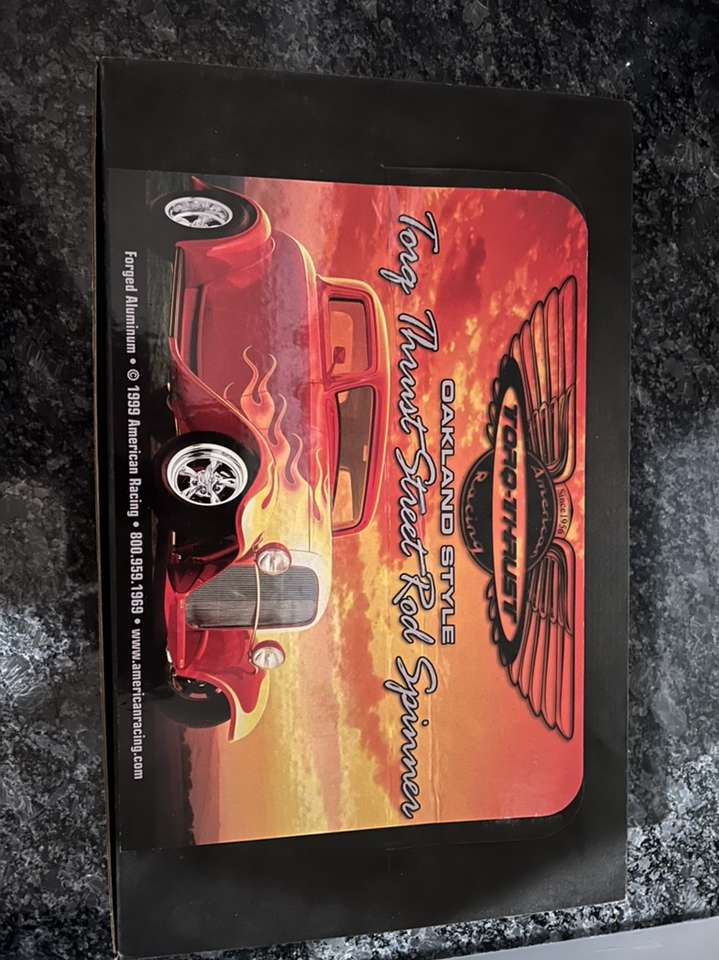 American
Since 1956
TORQ-THRUST
Racing
OAKLAND STYLE
Torq Thrust Street Rod Spinner
Forged Aluminum • © 1999 American Racing • 800.959.1969 • www.americanracing.com